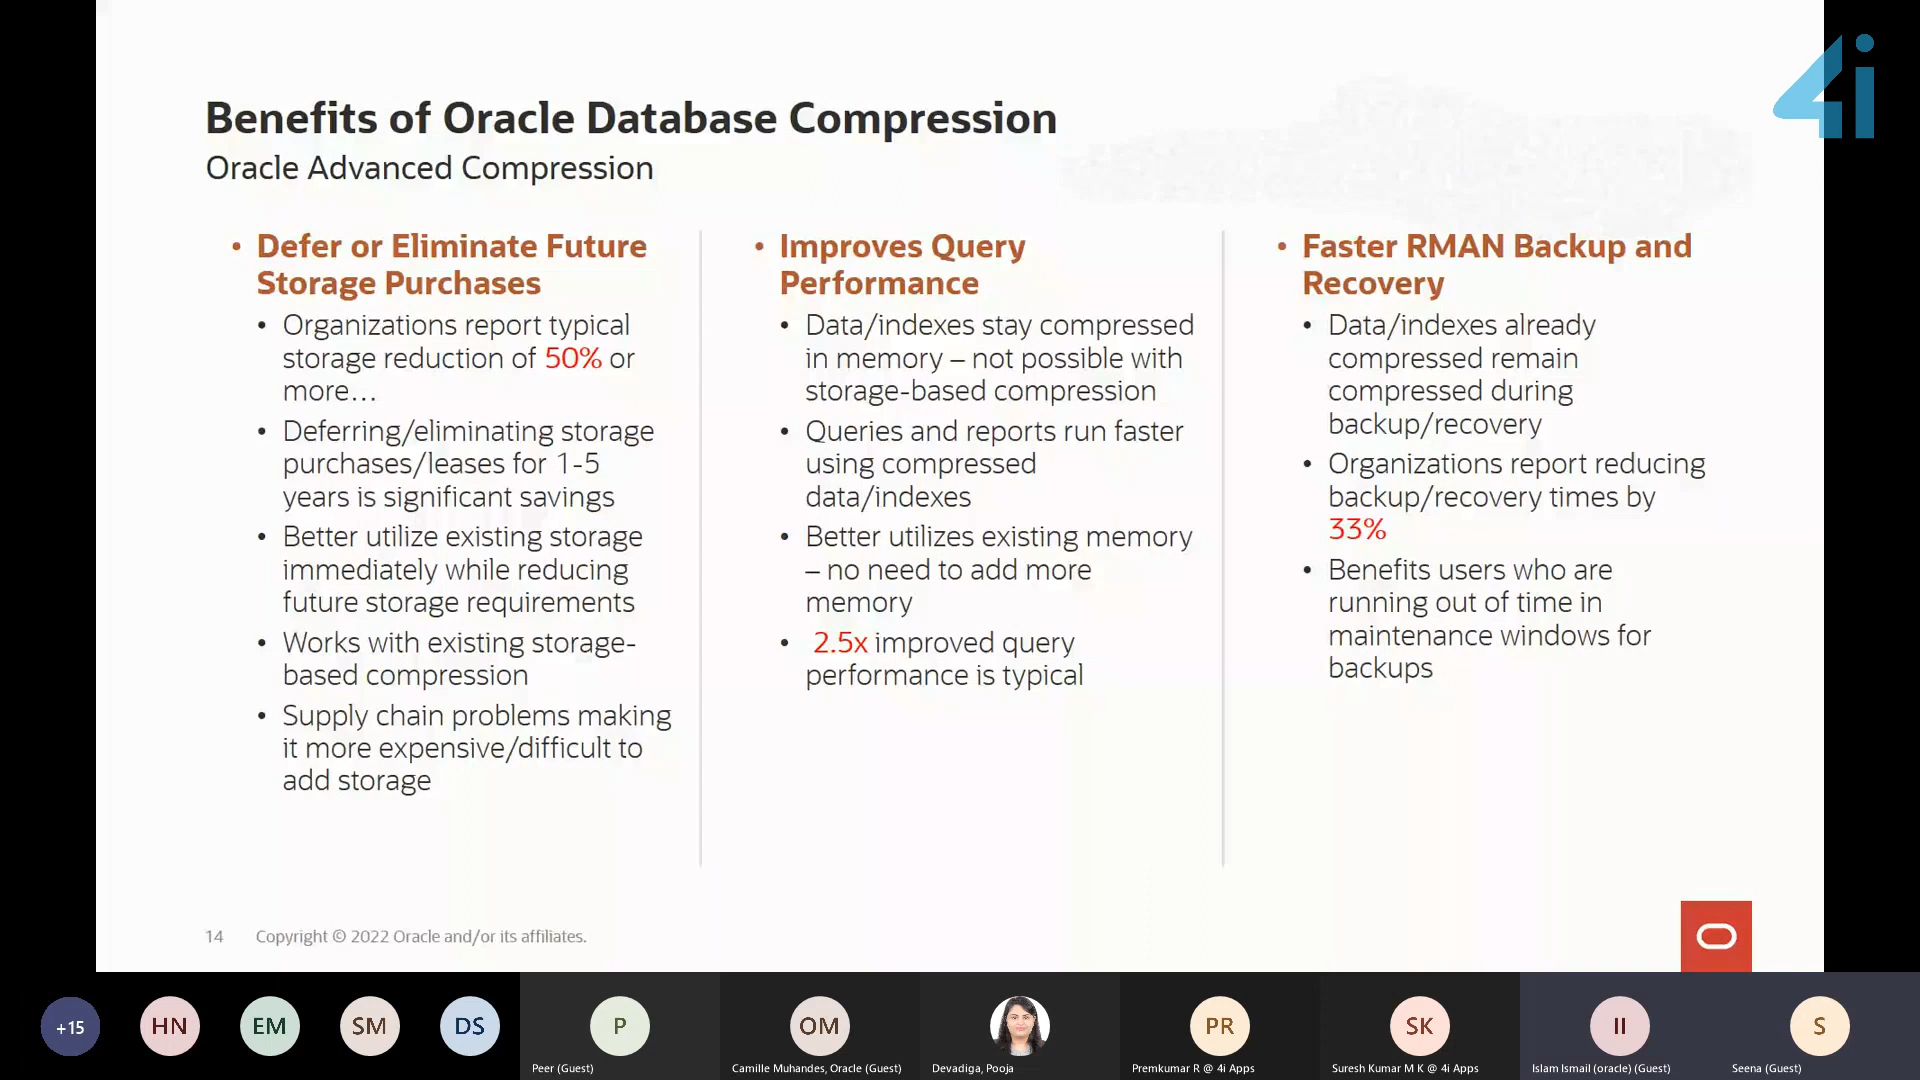 4i
Benefits of Oracle Database Compression
Oracle Advanced Compression
• Defer or Eliminate Future
Storage Purchases
• Organizations report typical
storage reduction of 50% or
more…
• Deferring/eliminating storage
purchases/leases for 1-5
years is significant savings
• Better utilize existing storage
immediately while reducing
future storage requirements
• Works with existing storage-
based compression
• Supply chain problems making
it more expensive/difficult to
add storage
• Improves Query
Performance
• Data/indexes stay compressed
in memory – not possible with
storage-based compression
• Queries and reports run faster
using compressed
data/indexes
• Better utilizes existing memory
– no need to add more
memory
• 2.5x improved query
performance is typical
• Faster RMAN Backup and
Recovery
• Data/indexes already
compressed remain
compressed during
backup/recovery
• Organizations report reducing
backup/recovery times by
33%
• Benefits users who are
running out of time in
maintenance windows for
backups
14 Copyright © 2022 Oracle and/or its affiliates.
+15
HN
EM
SM
DS
P
Peer (Guest)
OM
Camille Muhandes, Oracle (Guest)
Devadiga, Pooja
PR
Premkumar R @ 4i Apps
SK
Suresh Kumar M K @ 4i Apps
II
Islam Ismail (oracle) (Guest)
S
Seena (Guest)